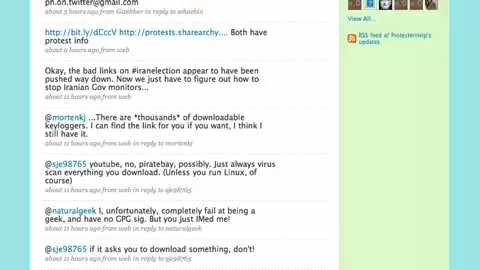 ph.on.twitter@gmail.com
about 5 hours ago from Gwibber in reply to
http://bit.ly/dCccV http://protests.sharearchy.... Both have
protest info
about 9 hours ago from web
Okay, the bad links on #iranelection appear to have been
pushed way down. Now we just have to figure out how to
stop Iranian Gov monitors...
about 11 hours ago from web
@mortenkj ...There are *thousands* of downloadable
keyloggers. I can find the link for you if you want, I think I
still have it.
about 11 hours ago from web in reply to mortenkj
@sje98765 youtube, no, piratebay, possibly. Just always virus
scan everything you download. (Unless you run Linux, of
course)
about 11 hours ago from web in reply to sje98765
@naturalgeek I, unfortunately, completely fail at being a
geek, and have no GPG sig. But you just IMed me!
about 11 hours ago from web in reply to naturalgeek
@sje98765 if it asks you to download something, don't!
about 11 hours ago from web in reply to sje98765
View All...
RSS feed of ProtesterHelp's
updates